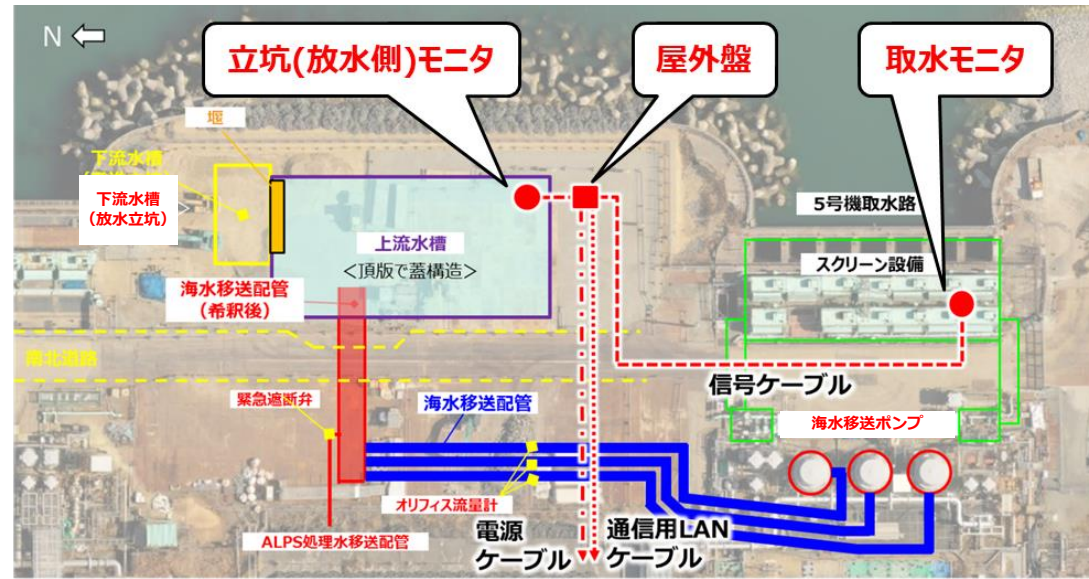 N
立坑(放水側)モニタ
屋外盤
取水モニタ
堰
下流水槽
下流水槽
(放水立坑)
5号機取水路
上流水槽
<頂版で蓋構造>
スクリーン設備
海水移送配管
(希釈後)
南北道路
信号ケーブル
緊急遮断弁
海水移送配管
海水移送ポンプ
オリフィス流量計
電源
ケーブル
通信用LAN
ケーブル
ALPS処理水移送配管